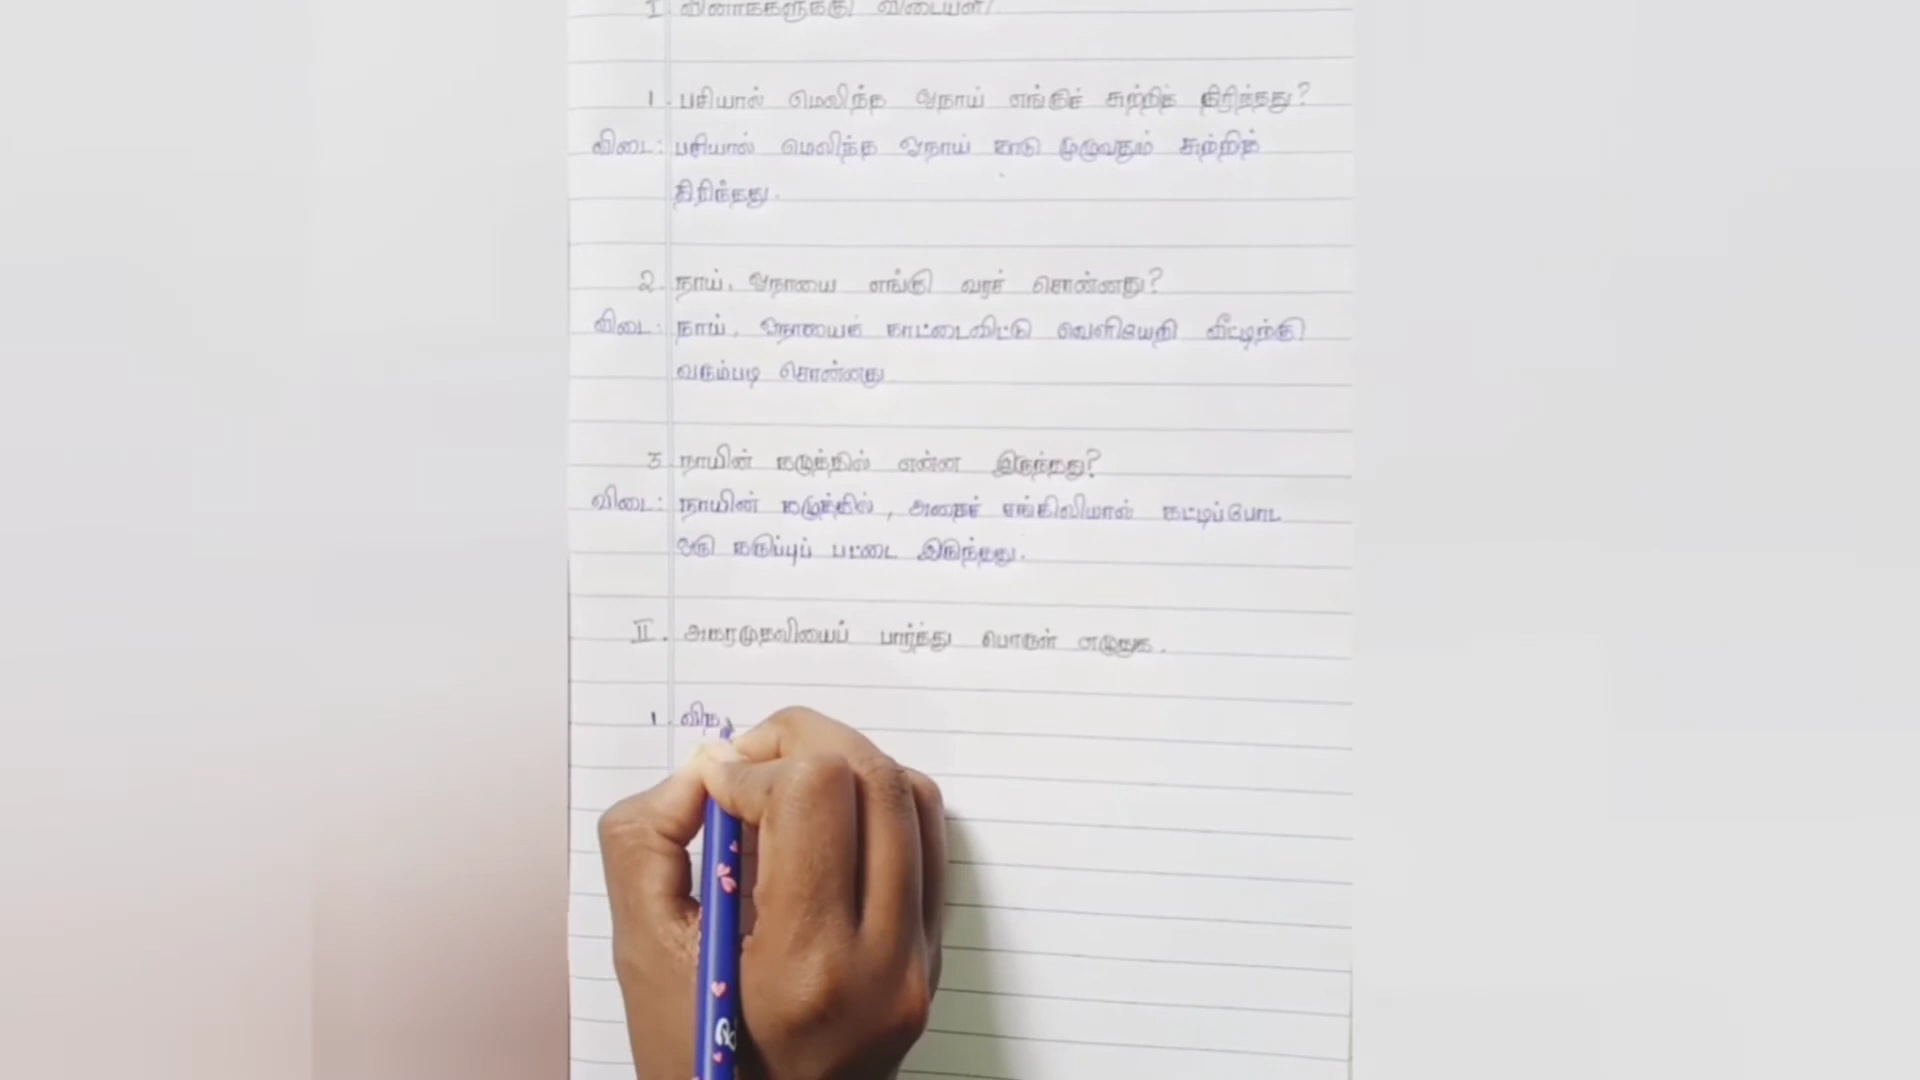 I. வினாக்களுக்கு விடையளி
1. பசியால் மெலிந்த ஓநாய் எங்குச் சுற்றித் திரிந்தது?
விடை: பசியால் மெலிந்த ஓநாய் காடு முழுவதும் சுற்றித்
திரிந்தது.
2. நாய், ஓநாயை எங்கு வரச் சொன்னது?
விடை: நாய், ஓநாயைக் காட்டைவிட்டு வெளியேறி வீட்டிற்கு
வரும்படி சொன்னது
3. நாயின் கழுத்தில் என்ன இருந்தது?
விடை: நாயின் கழுத்தில், அதைச் சங்கிலியால் கட்டிப்போட
ஒரு கருப்புப் பட்டை இருந்தது.
II. அகரமுதலியைப் பார்த்து பொருள் எழுதுக.
1.